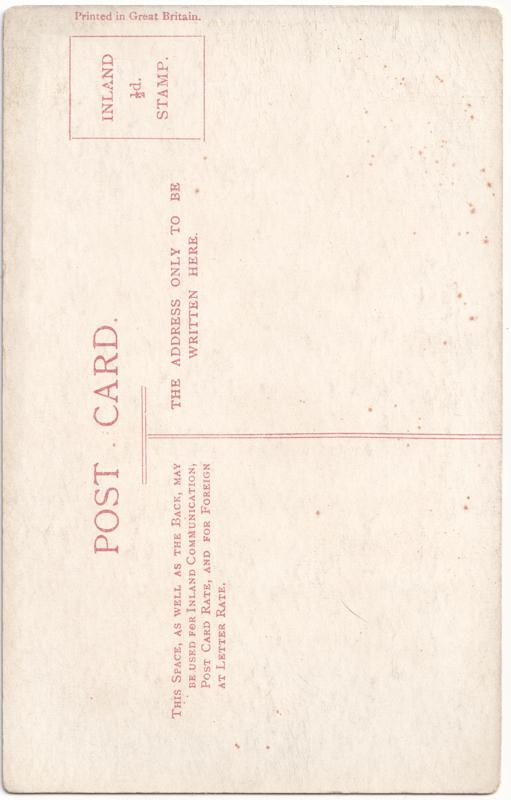 Printed in Great Britain.
INLAND
½d.
STAMP.
POST CARD.
THE ADDRESS ONLY TO BE
WRITTEN HERE.
THIS SPACE, AS WELL AS THE BACK, MAY
BE USED FOR INLAND COMMUNICATION,
POST CARD RATE, AND FOR FOREIGN
AT LETTER RATE.